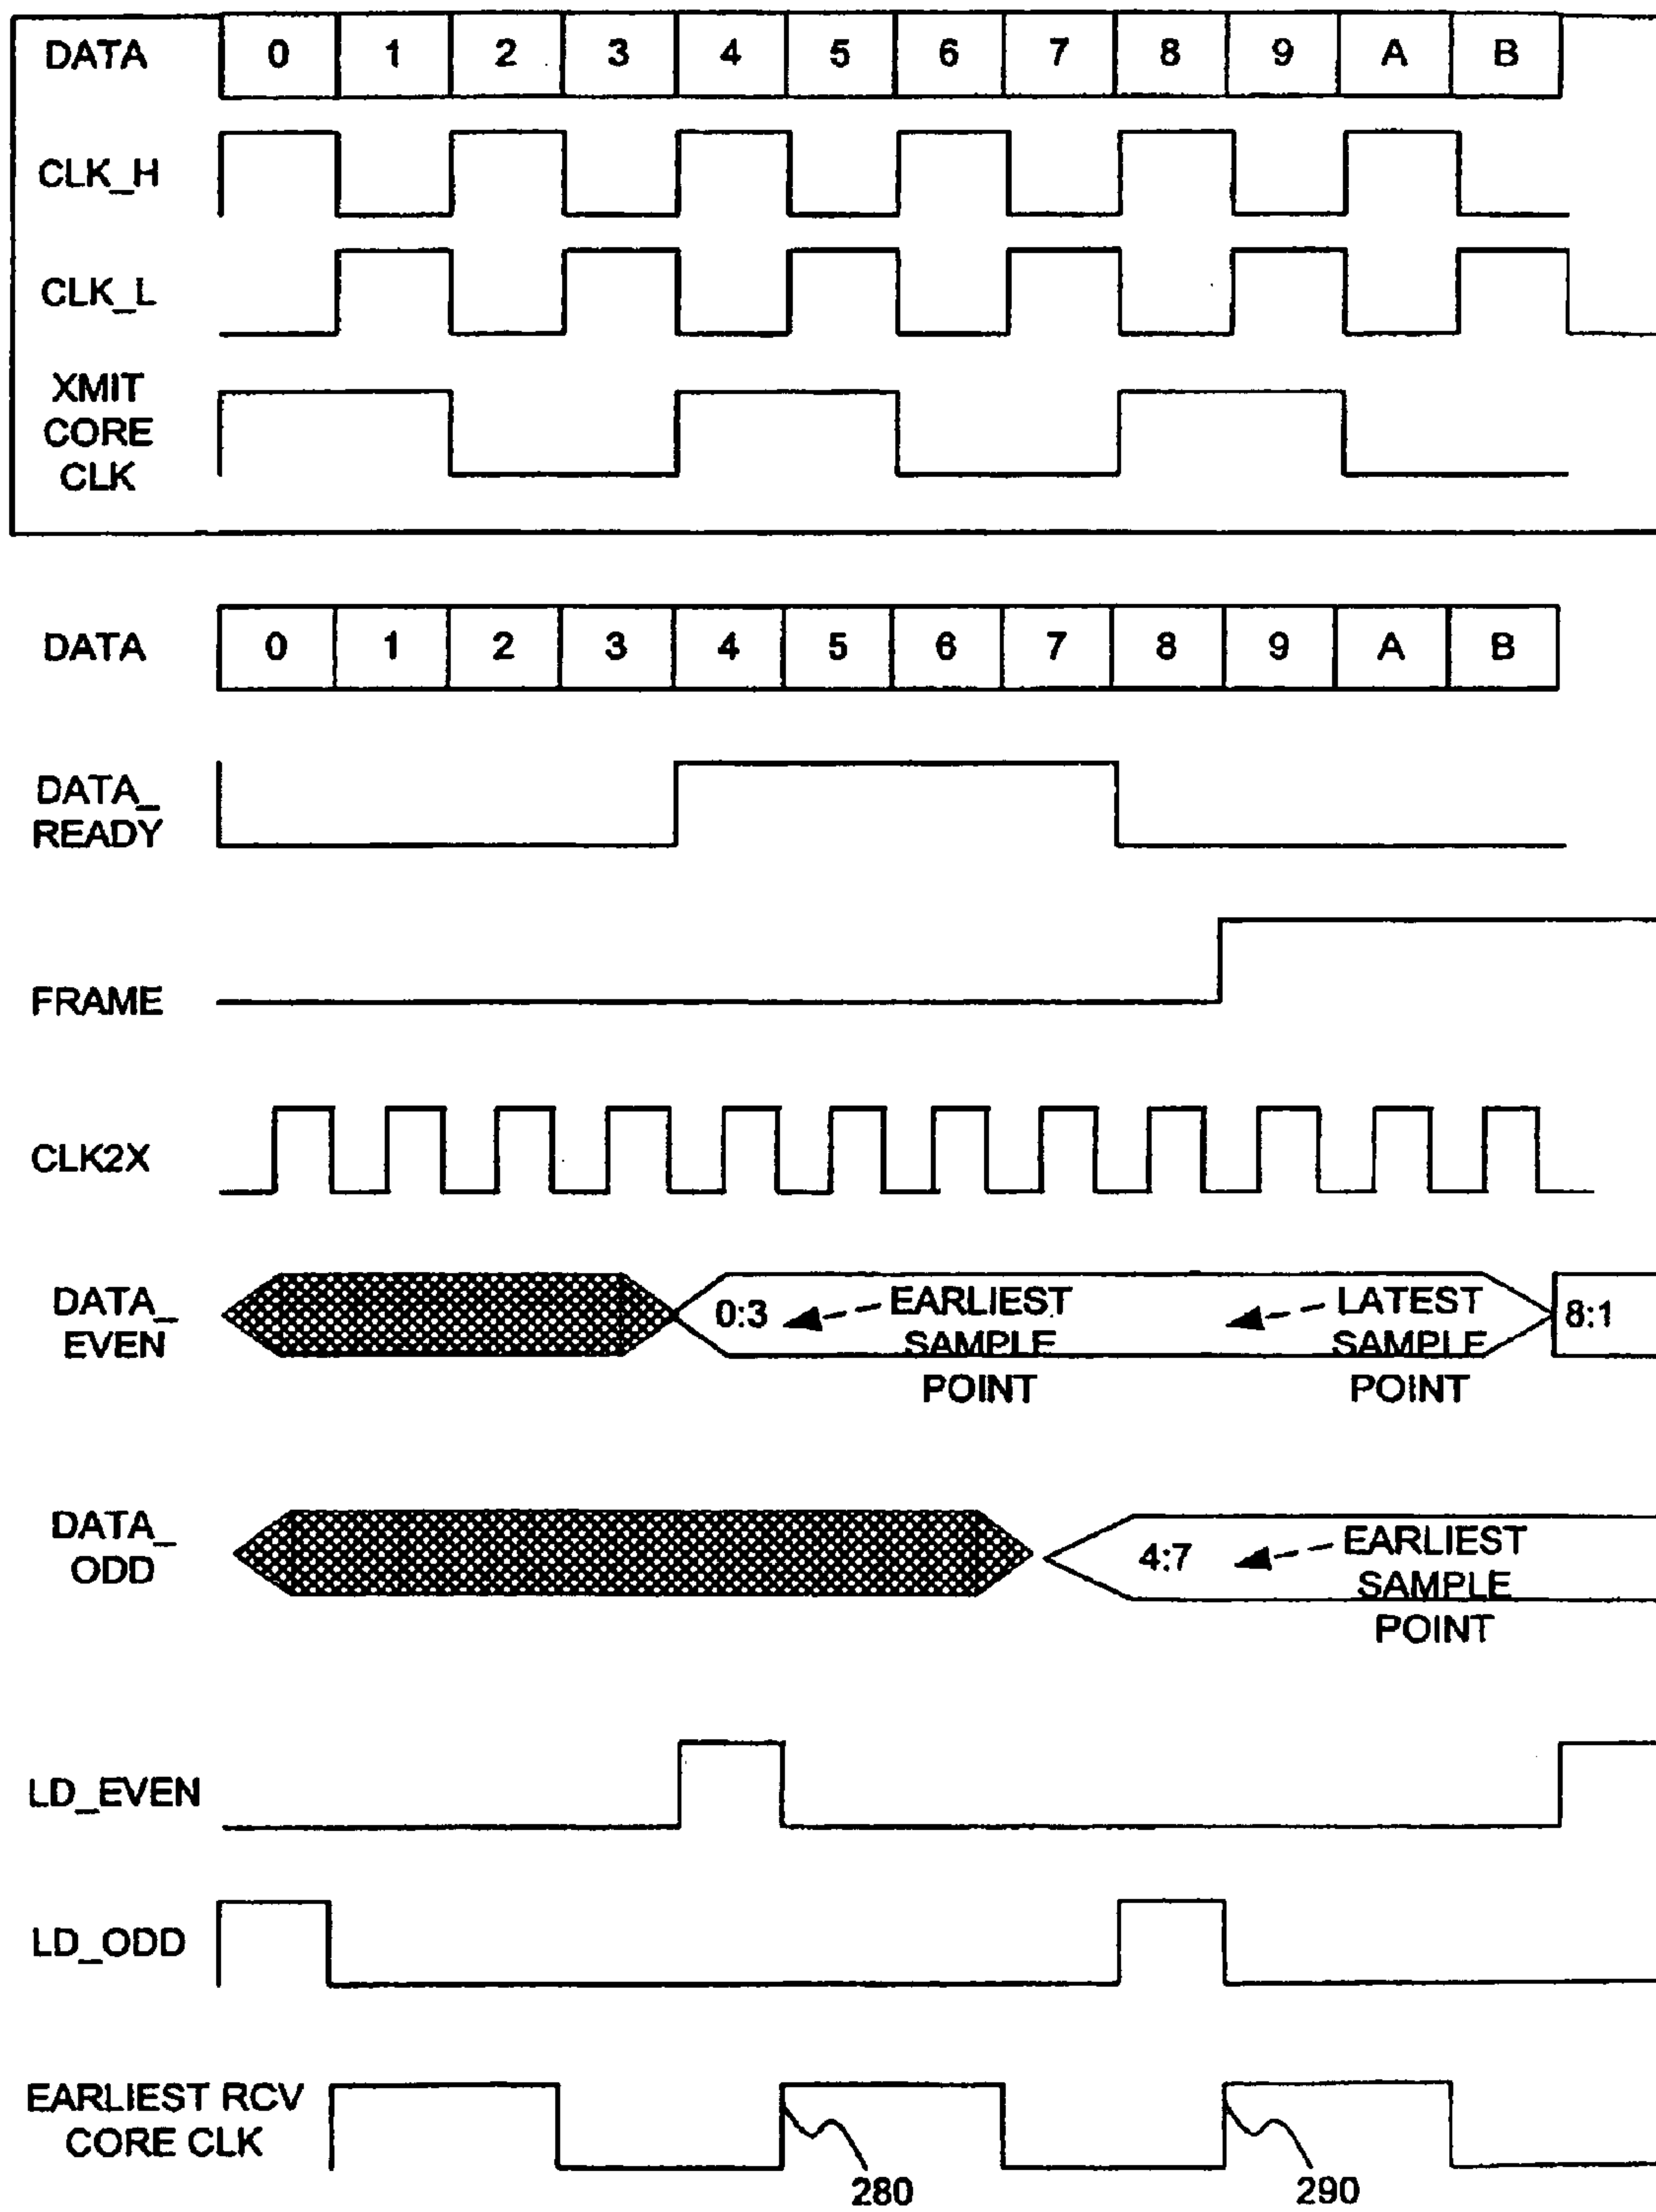 DATA 0 1 2 3 4 5 6 7 8 9 A B
CLK_H
CLK_L
XMIT
CORE
CLK
DATA 0 1 2 3 4 5 6 7 8 9 A B
DATA_
READY
FRAME
CLK2X
DATA_
EVEN
0:3
EARLIEST
SAMPLE
POINT
LATEST
SAMPLE
POINT
8:1
DATA_
ODD
4:7
EARLIEST
SAMPLE
POINT
LD_EVEN
LD_ODD
EARLIEST RCV
CORE CLK
280
290